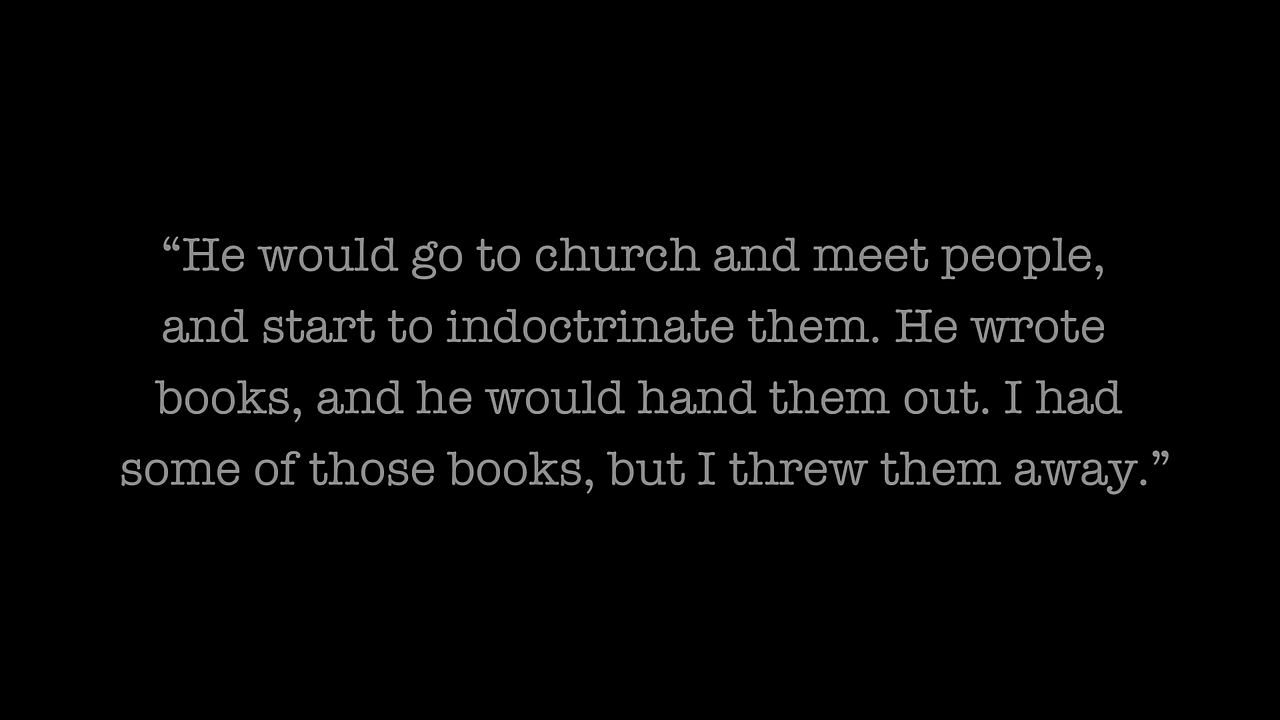 “He would go to church and meet people,
and start to indoctrinate them. He wrote
books, and he would hand them out. I had
some of those books, but I threw them away.”